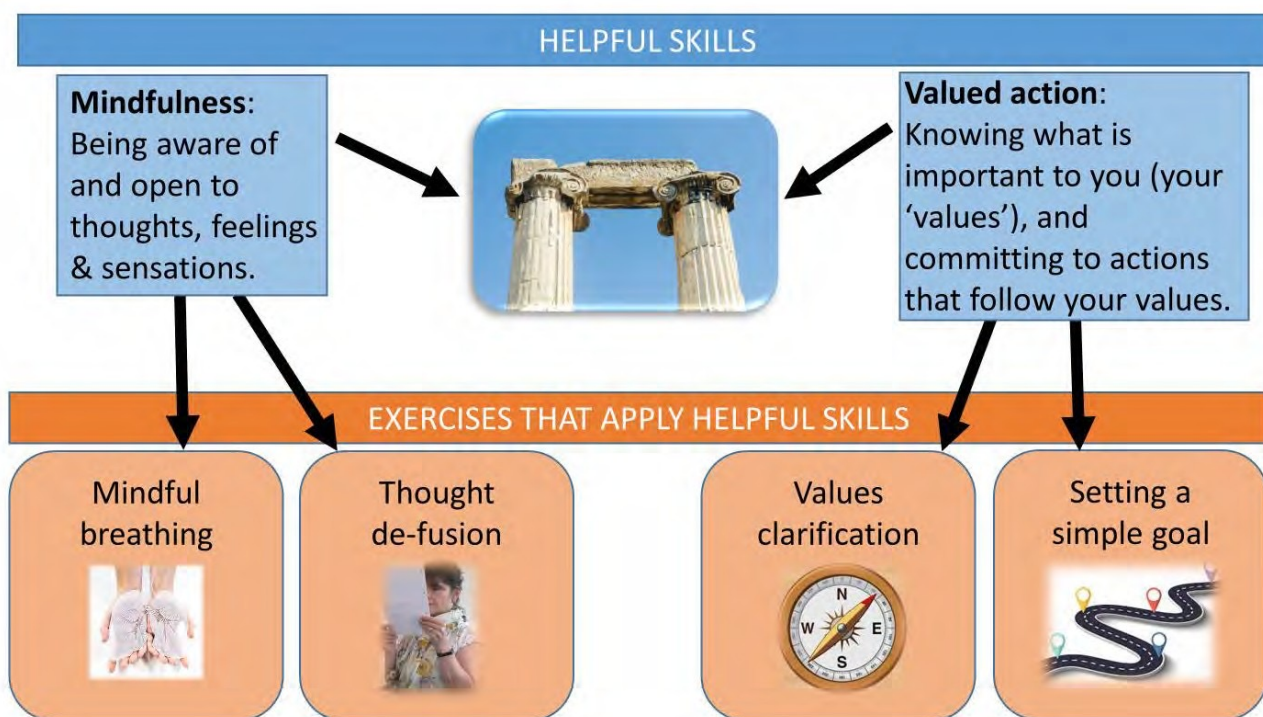 HELPFUL SKILLS
Mindfulness:
Being aware of
and open to
thoughts, feelings
& sensations.
Valued action:
Knowing what is
important to you (your
‘values’), and
committing to actions
that follow your values.
EXERCISES THAT APPLY HELPFUL SKILLS
Mindful
breathing
Thought
de-fusion
Values
clarification
N
W
E
S
Setting a
simple goal